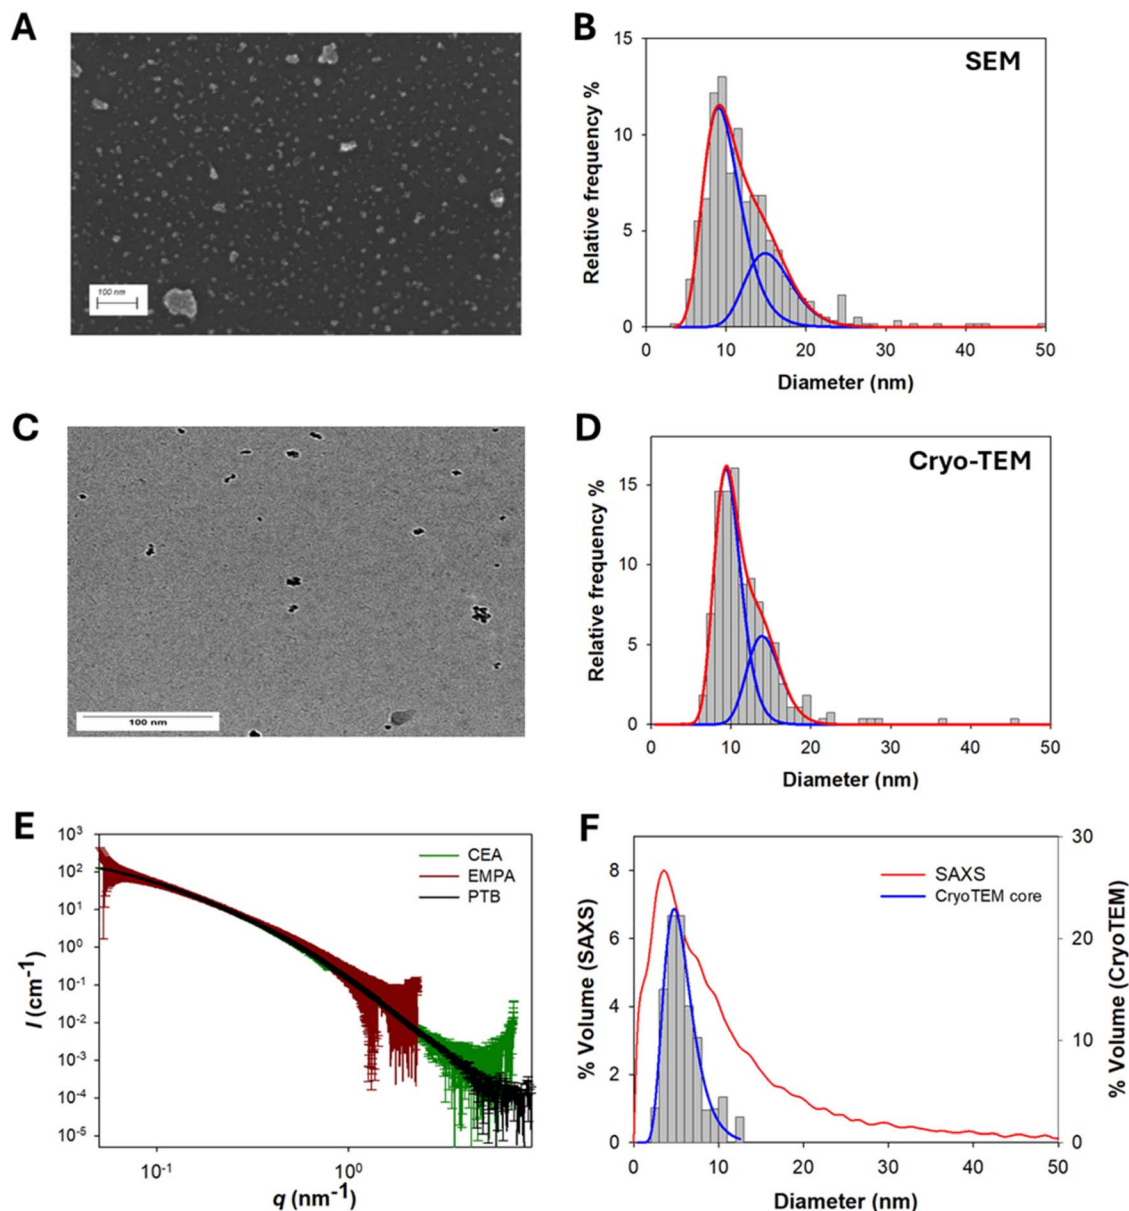 A
100 nm
B
SEM
15
10
5
0
Relative frequency %
0 10 20 30 40 50
Diameter (nm)
C
100 nm
D
Cryo-TEM
15
10
5
0
Relative frequency %
0 10 20 30 40 50
Diameter (nm)
E
CEA
EMPA
PTB
10³
10²
10¹
10⁰
10⁻¹
10⁻²
10⁻³
10⁻⁴
10⁻⁵
I (cm⁻¹)
10⁻¹ 10⁰
q (nm⁻¹)
F
SAXS
CryoTEM core
8
6
4
2
0
% Volume (SAXS)
30
20
10
0
% Volume (CryoTEM)
0 10 20 30 40 50
Diameter (nm)